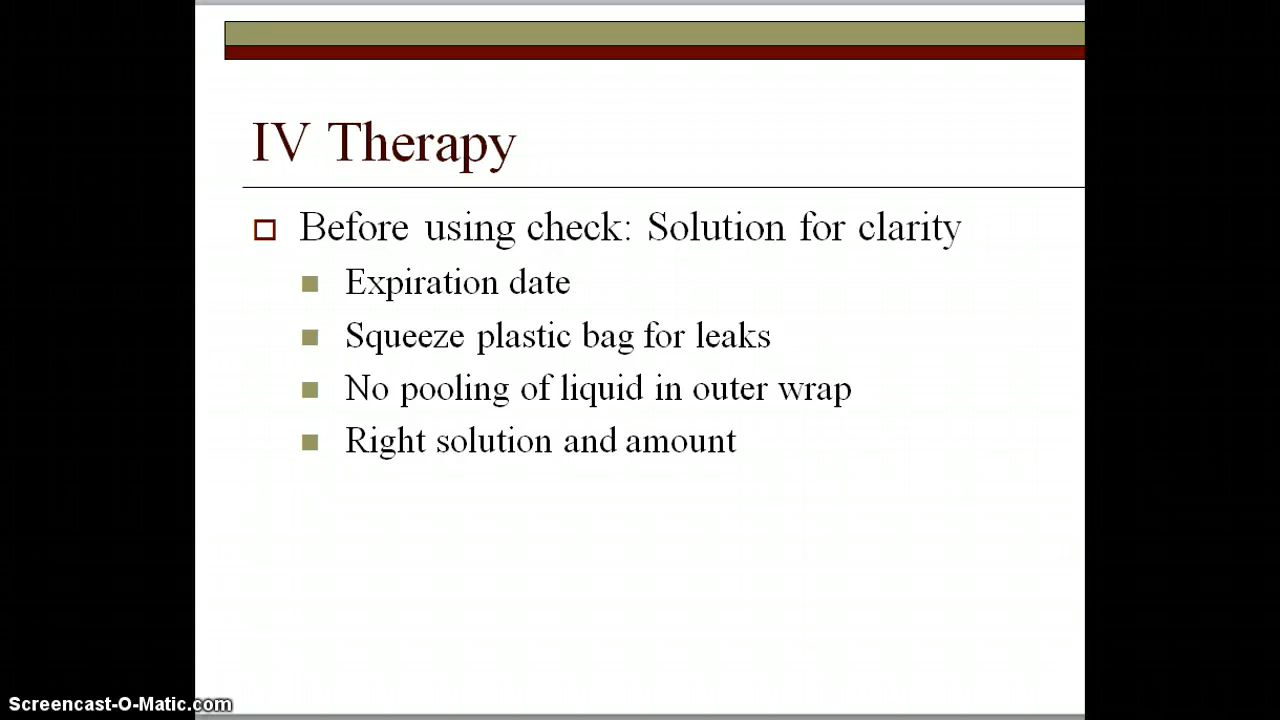 IV Therapy
Before using check: Solution for clarity
Expiration date
Squeeze plastic bag for leaks
No pooling of liquid in outer wrap
Right solution and amount
Screencast-O-Matic.com